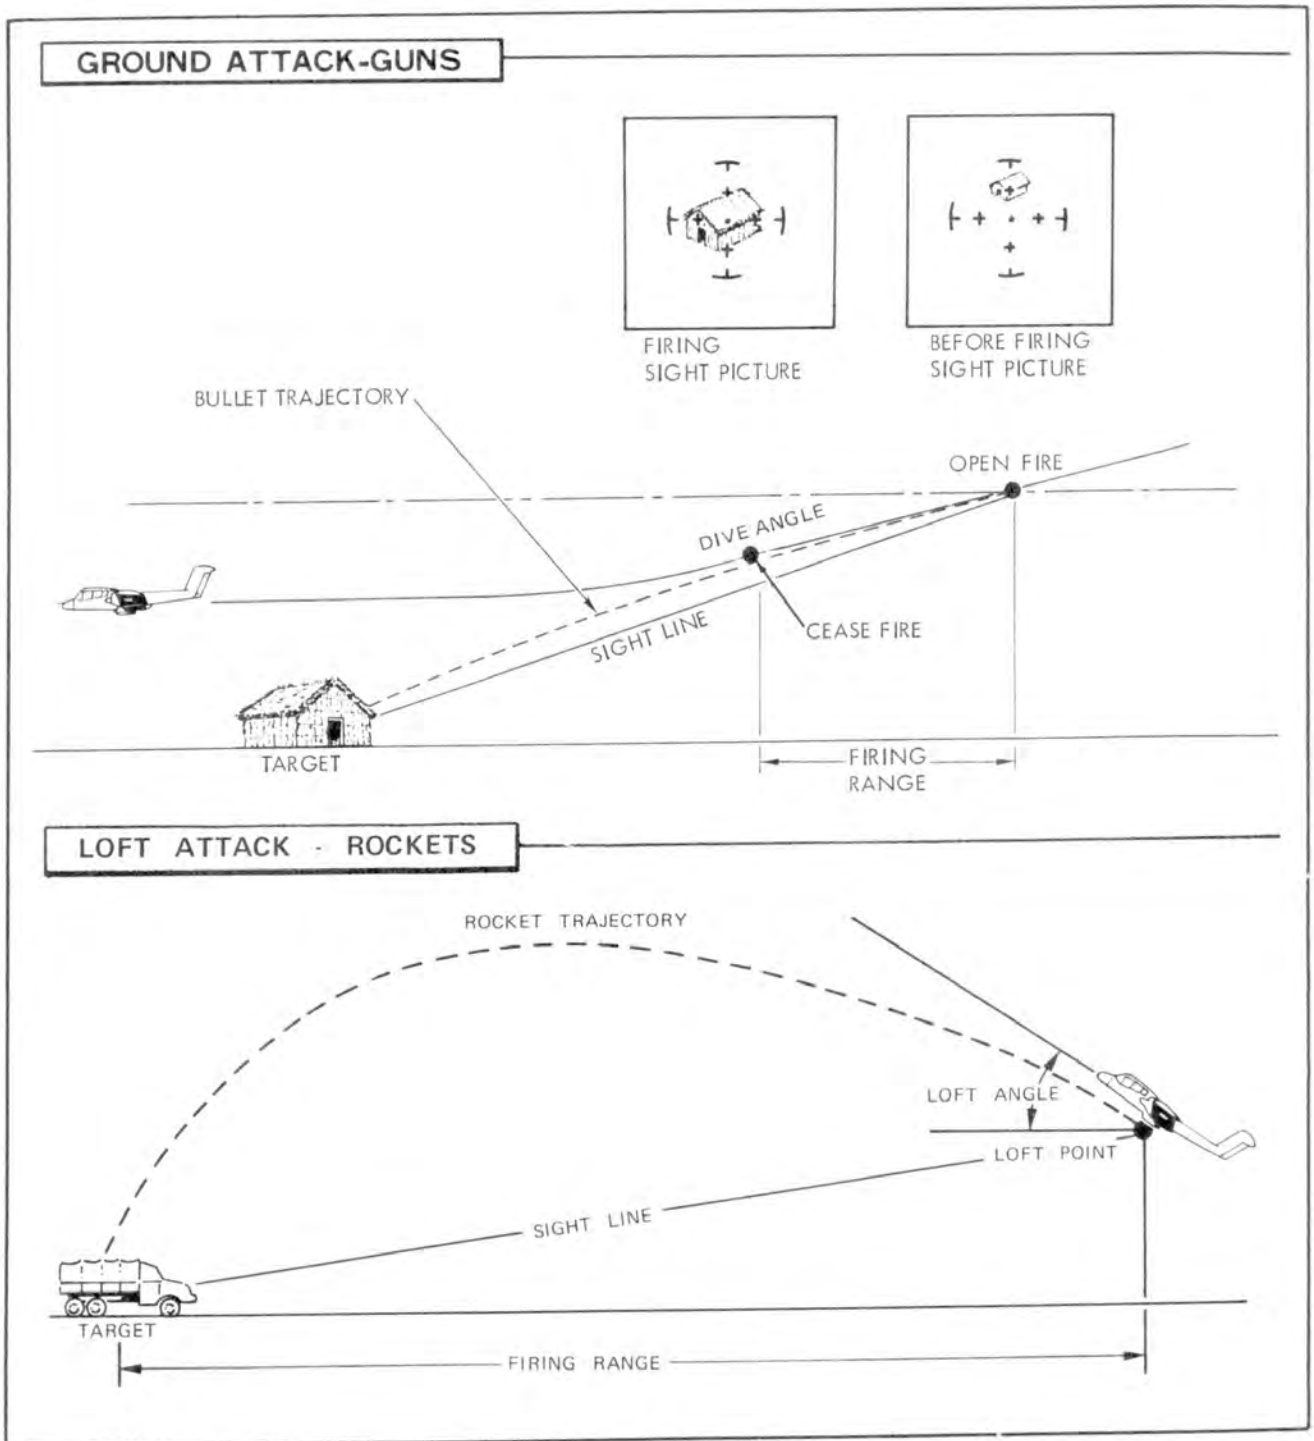 GROUND ATTACK-GUNS
FIRING
SIGHT PICTURE
BEFORE FIRING
SIGHT PICTURE
BULLET TRAJECTORY
OPEN FIRE
DIVE ANGLE
CEASE FIRE
SIGHT LINE
TARGET
FIRING
RANGE
LOFT ATTACK - ROCKETS
ROCKET TRAJECTORY
LOFT ANGLE
LOFT POINT
SIGHT LINE
TARGET
FIRING RANGE